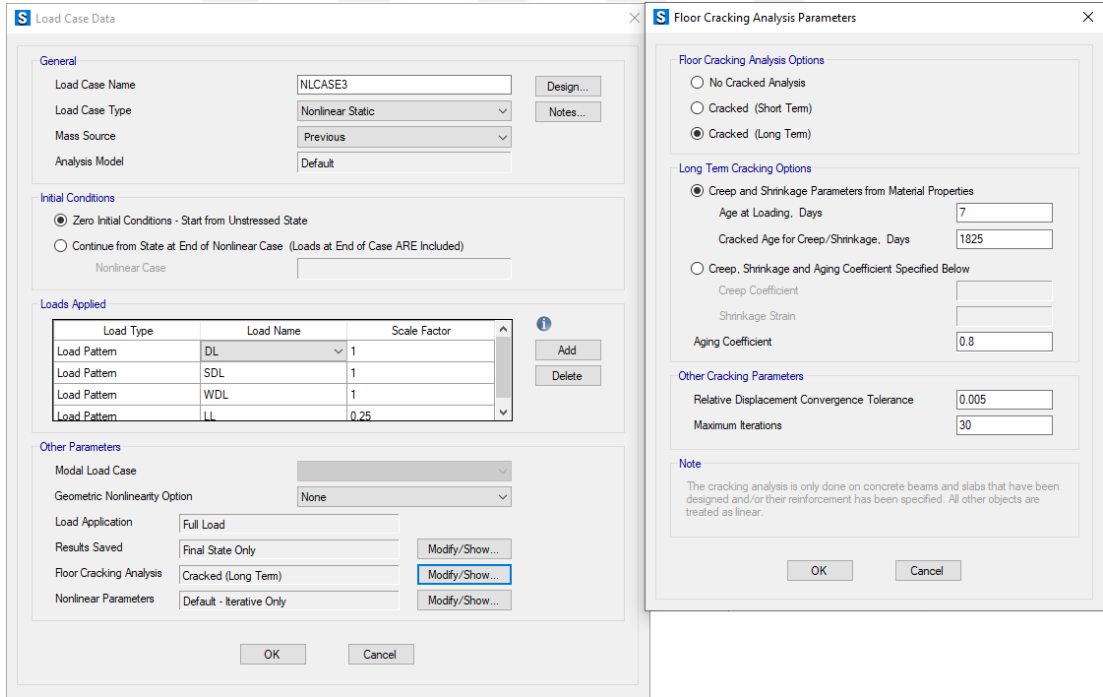 S Load Case Data
General
Load Case Name NLCASE3 Design...
Load Case Type Nonlinear Static Notes...
Mass Source Previous
Analysis Model Default
Initial Conditions
Zero Initial Conditions - Start from Unstressed State
Continue from State at End of Nonlinear Case (Loads at End of Case ARE Included)
Nonlinear Case
Loads Applied
Load Type Load Name Scale Factor
Load Pattern DL 1 Add
Load Pattern SDL 1 Delete
Load Pattern WDL 1
Load Pattern LL 0.25
Other Parameters
Modal Load Case
Geometric Nonlinearity Option None
Load Application Full Load
Results Saved Final State Only Modify/Show...
Floor Cracking Analysis Cracked (Long Term) Modify/Show...
Nonlinear Parameters Default - Iterative Only Modify/Show...
OK Cancel
S Floor Cracking Analysis Parameters
Floor Cracking Analysis Options
No Cracked Analysis
Cracked (Short Term)
Cracked (Long Term)
Long Term Cracking Options
Creep and Shrinkage Parameters from Material Properties
Age at Loading, Days 7
Cracked Age for Creep/Shrinkage, Days 1825
Creep, Shrinkage and Aging Coefficient Specified Below
Creep Coefficient
Shrinkage Strain
Aging Coefficient 0.8
Other Cracking Parameters
Relative Displacement Convergence Tolerance 0.005
Maximum Iterations 30
Note
The cracking analysis is only done on concrete beams and slabs that have been
designed and/or their reinforcement has been specified. All other objects are
treated as linear.
OK Cancel